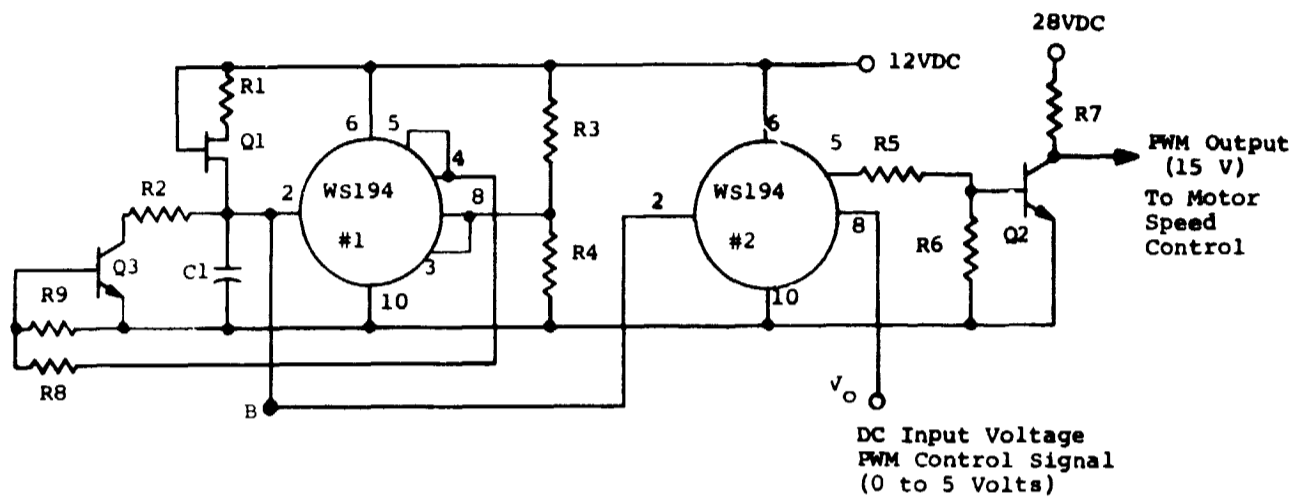 28VDC
12VDC
R1
6
5
R3
R7
Q1
4
6
5
R5
PWM Output
(15 V)
R2
2
WS194
8
2
WS194
To Motor
Speed
Control
#1
R4
#2
8
R6
Q2
Q3
C1
3
R9
10
10
R8
B
Vo
DC Input Voltage
PWM Control Signal
(0 to 5 Volts)